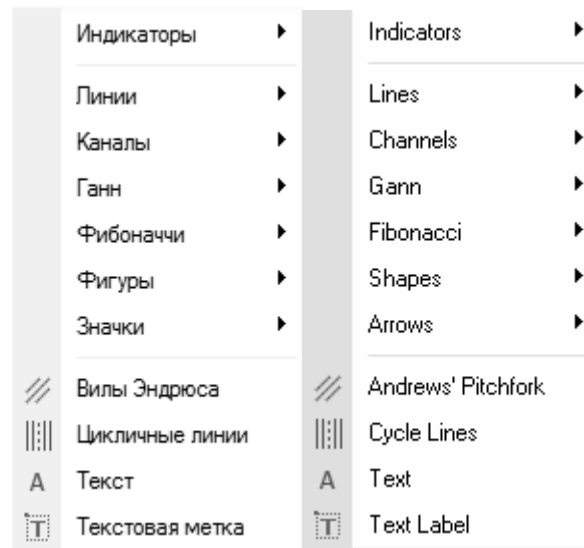 Индикаторы
Линии
Каналы
Ганн
Фибоначчи
Фигуры
Значки
Вилы Эндрюса
Цикличные линии
A Текст
T Текстовая метка
Indicators
Lines
Channels
Gann
Fibonacci
Shapes
Arrows
Andrews' Pitchfork
Cycle Lines
A Text
T Text Label